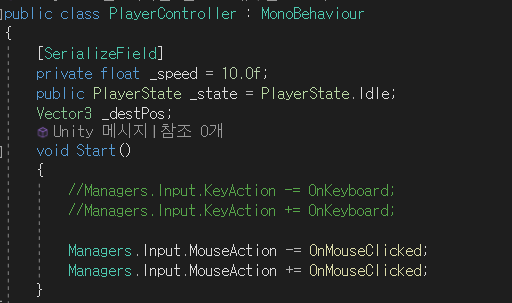 public class PlayerController : MonoBehaviour
{
[SerializeField]
private float _speed = 10.0f;
public PlayerState _state = PlayerState.Idle;
Vector3 _destPos;
Unity 메시지|참조 0개
void Start()
{
//Managers.Input.KeyAction -= OnKeyboard;
//Managers.Input.KeyAction += OnKeyboard;
Managers.Input.MouseAction -= OnMouseClicked;
Managers.Input.MouseAction += OnMouseClicked;
}